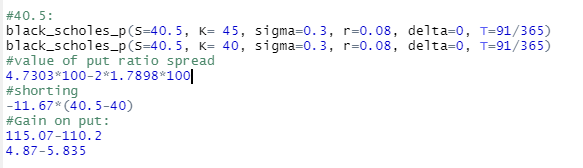 #40.5:
black_scholes_p(S=40.5, K= 45, sigma=0.3, r=0.08, delta=0, T=91/365)
black_scholes_p(S=40.5, K= 40, sigma=0.3, r=0.08, delta=0, T=91/365)
#value of put ratio spread
4.7303*100-2*1.7898*100
#shorting
-11.67*(40.5-40)
#Gain on put:
115.07-110.2
4.87-5.835